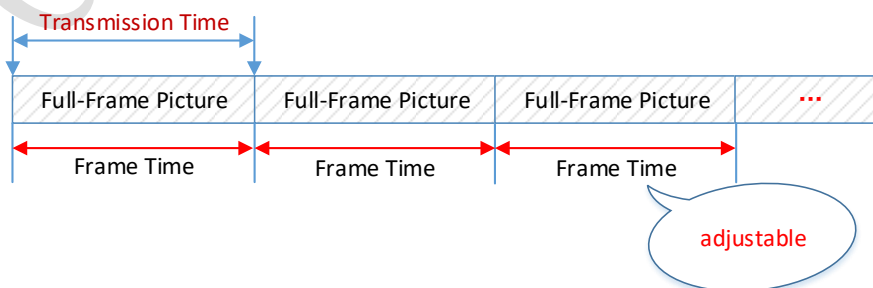 Transmission Time
Full-Frame Picture Full-Frame Picture Full-Frame Picture ...
Frame Time Frame Time Frame Time
adjustable